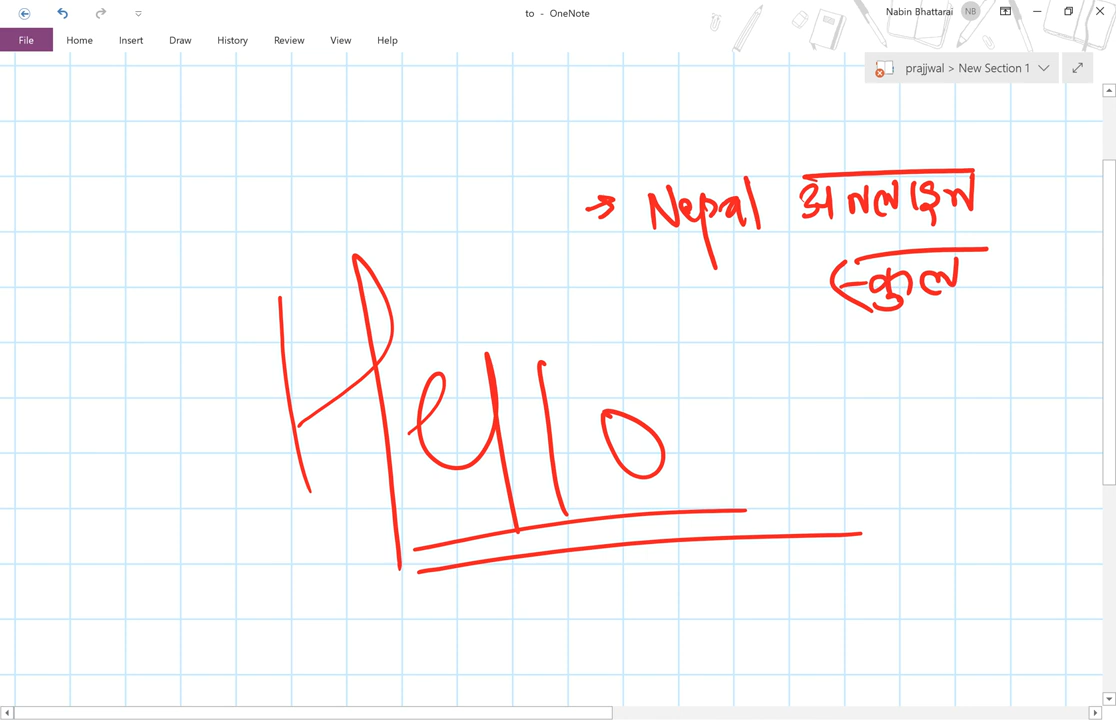 to - OneNote
Nabin Bhattarai NB
File Home Insert Draw History Review View Help
prajjwal > New Section 1
→ Nepal अनलाइन
Hello